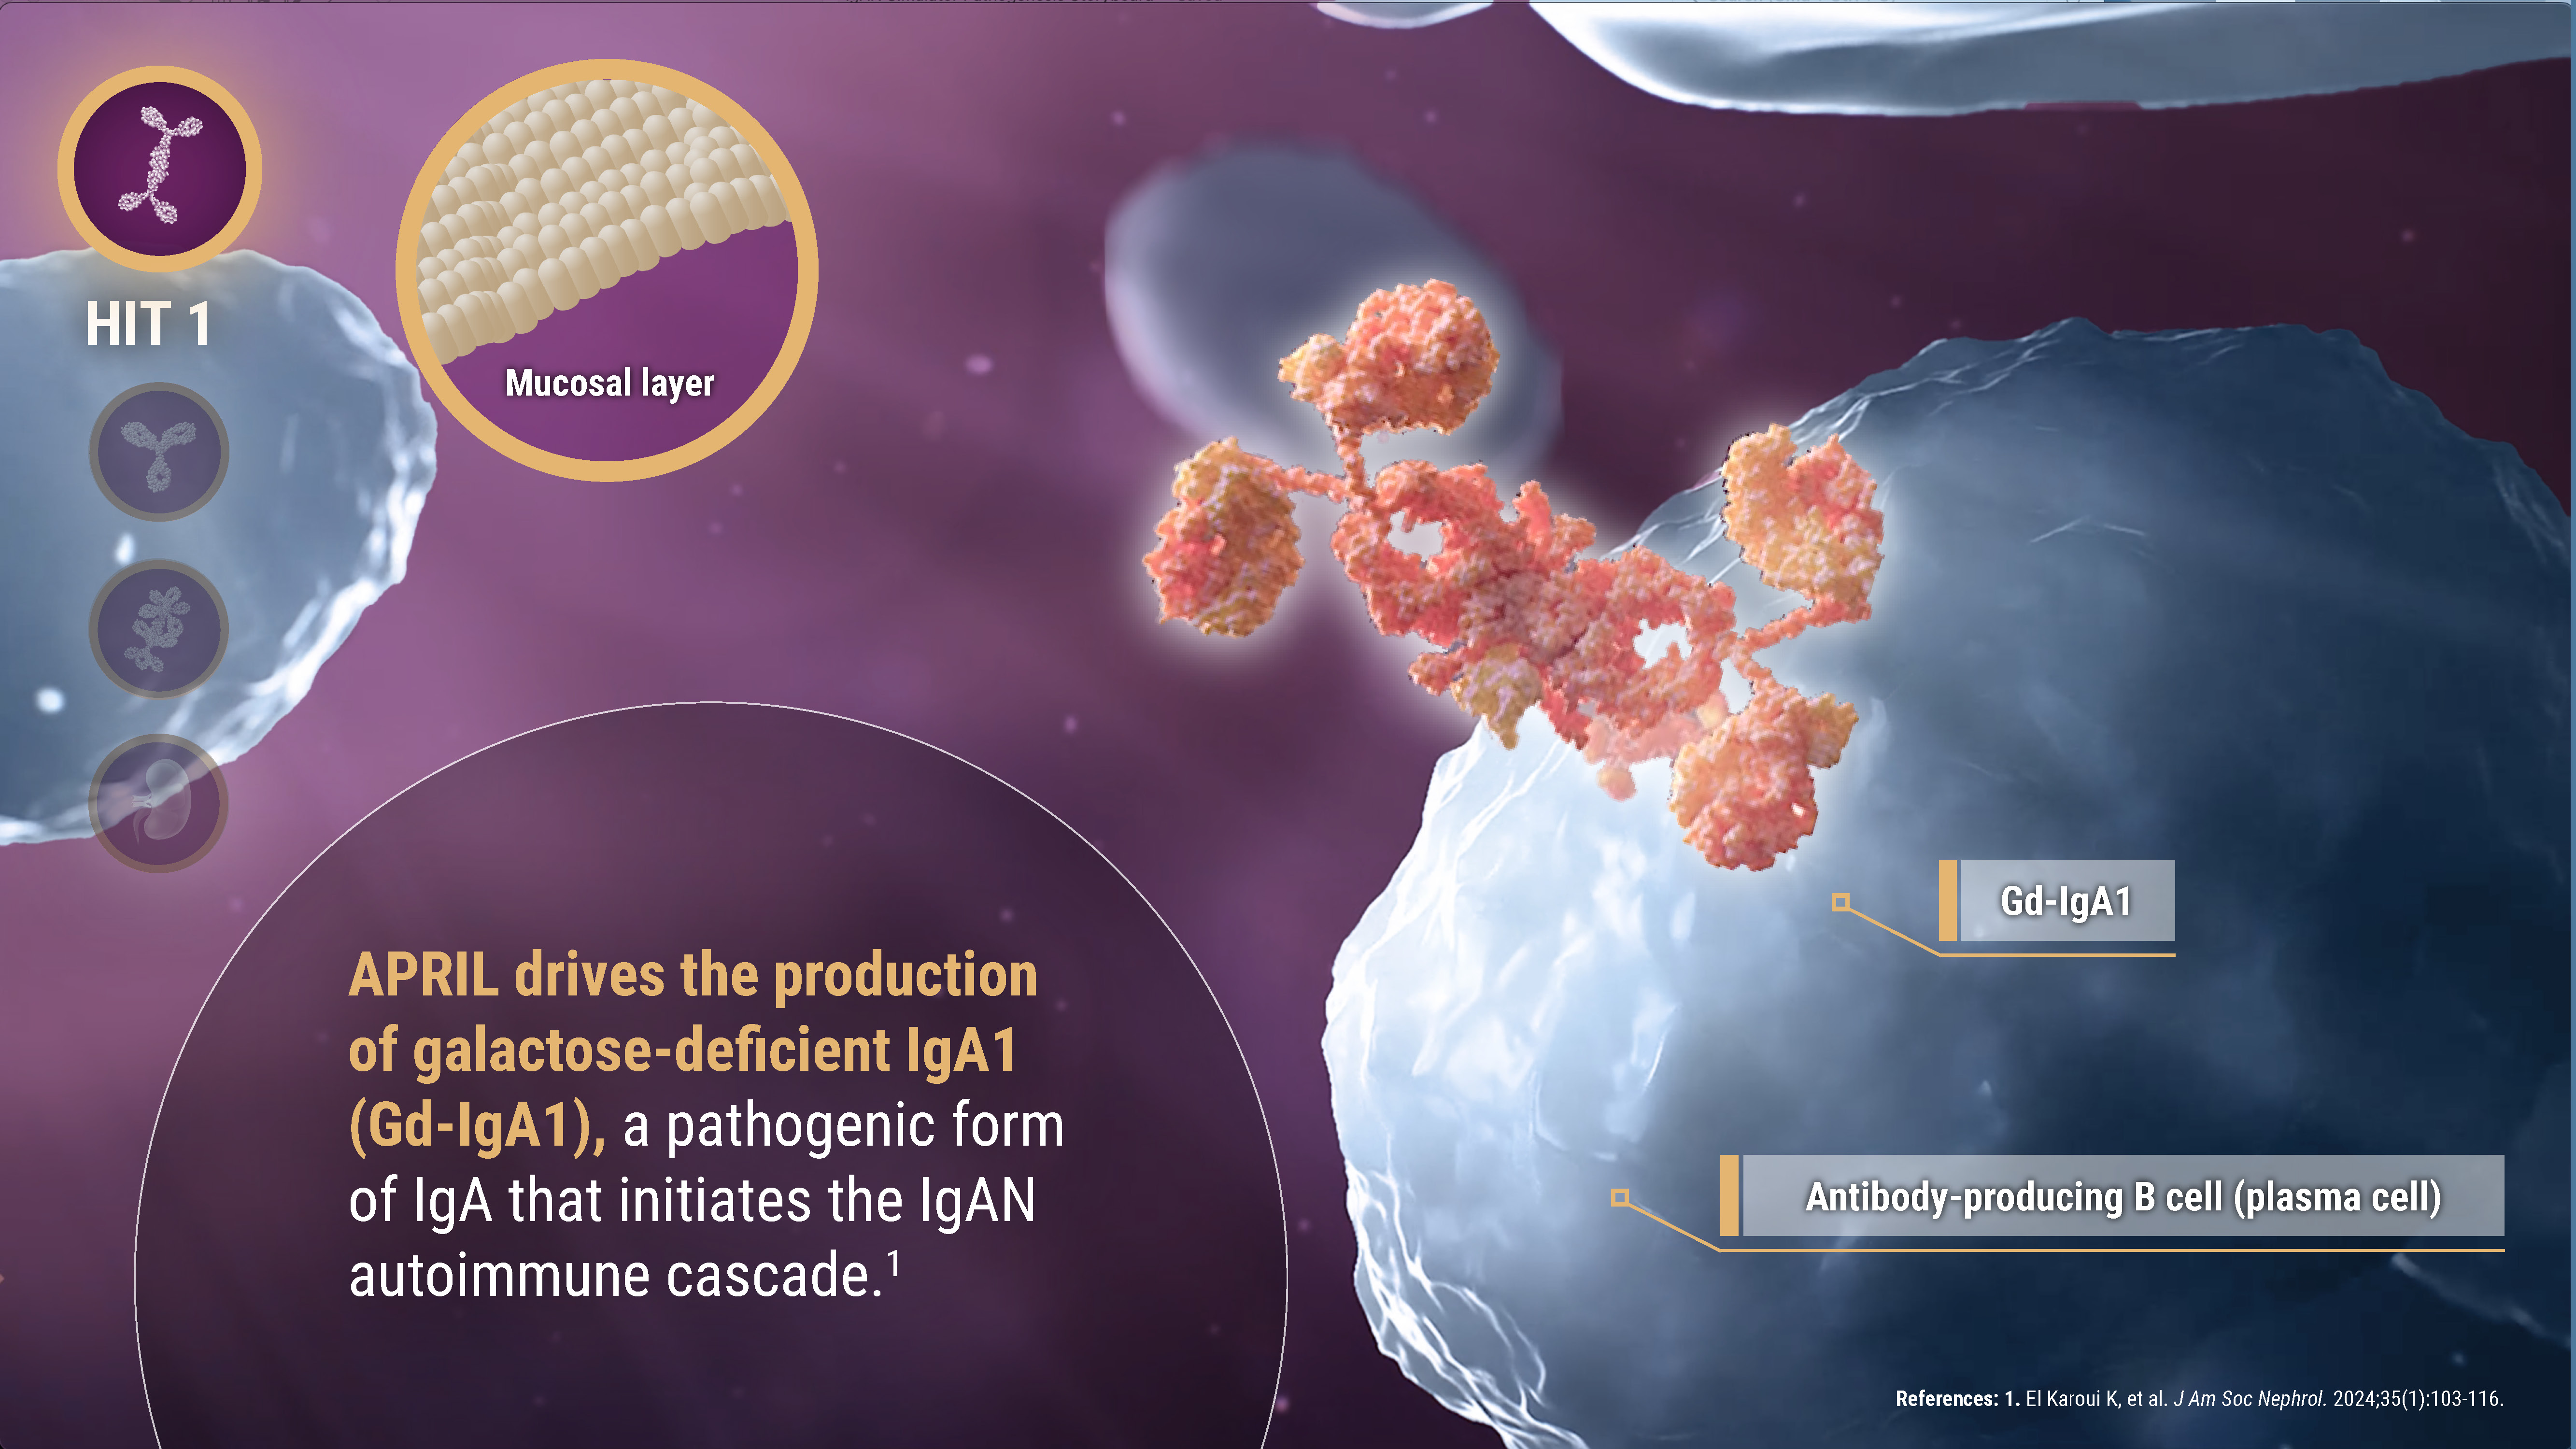 HIT 1
Mucosal layer
APRIL drives the production
of galactose-deficient IgA1
(Gd-IgA1), a pathogenic form
of IgA that initiates the IgAN
autoimmune cascade.1
Gd-IgA1
Antibody-producing B cell (plasma cell)
References: 1. El Karoui K, et al. J Am Soc Nephrol. 2024;35(1):103-116.